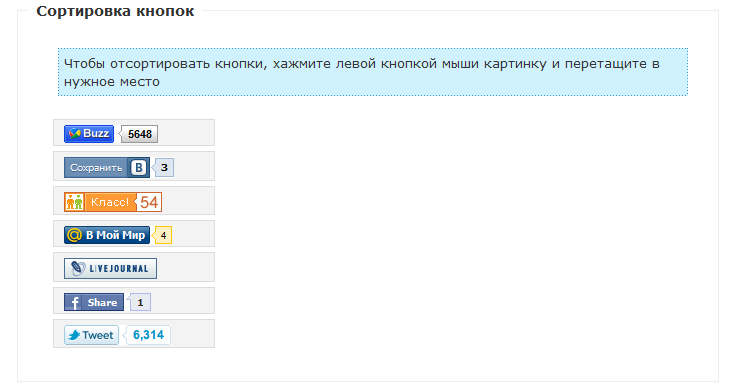 Сортировка кнопок
Чтобы отсортировать кнопки, хажмите левой кнопкой мыши картинку и перетащите в
нужное место
Buzz 5648
Сохранить B 3
Класс! 54
@ В Мой Мир 4
LIVEJOURNAL
f Share 1
Tweet 6,314